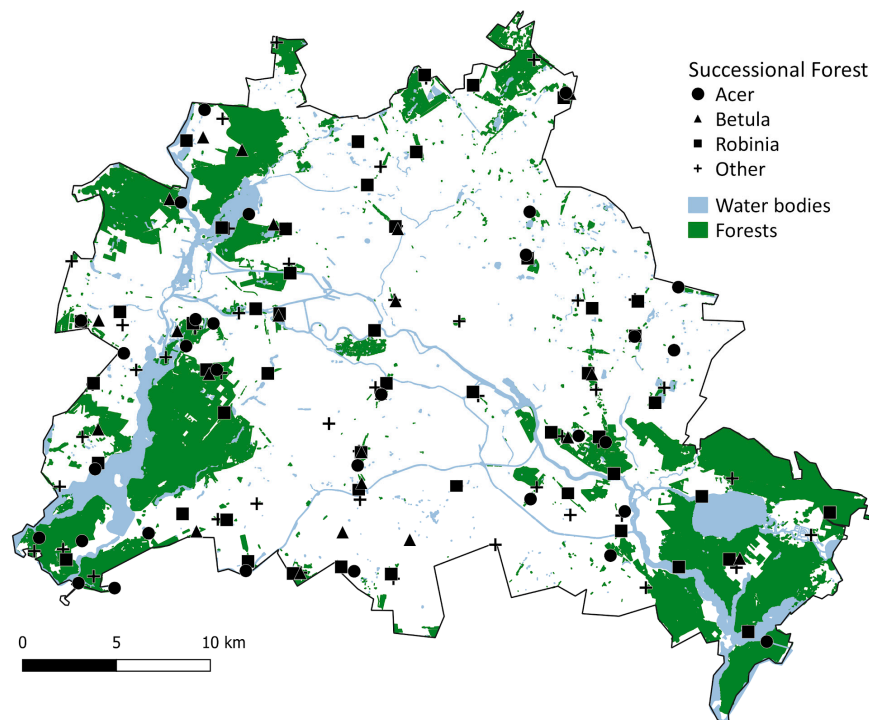 Successional Forest
Acer
Betula
Robinia
Other
Water bodies
Forests
0 5 10 km